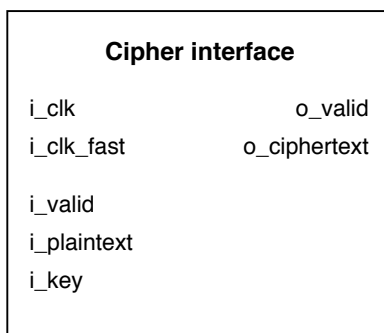 Cipher interface
i_clk o_valid
i_clk_fast o_ciphertext
i_valid
i_plaintext
i_key